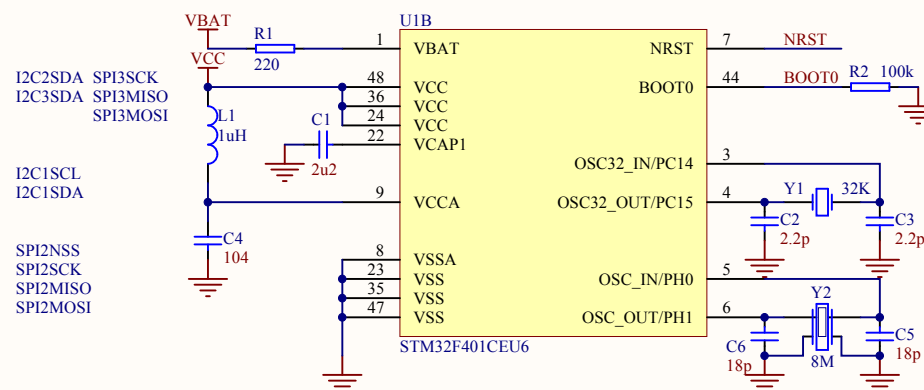 U1B
VBAT
R1
220
1
VBAT
NRST
7
NRST
VCC
I2C2SDA SPI3SCK
48
VCC
BOOT0
44
BOOT0
R2
100k
I2C3SDA SPI3MISO
36
VCC
SPI3MOSI
24
VCC
L1
1uH
C1
2u2
22
VCAP1
OSC32_IN/PC14
3
I2C1SCL
I2C1SDA
9
VCCA
OSC32_OUT/PC15
4
Y1
32K
C2
2.2p
C3
2.2p
C4
104
SPI2NSS
8
VSSA
SPI2SCK
23
VSS
OSC_IN/PH0
5
SPI2MISO
35
VSS
SPI2MOSI
47
VSS
OSC_OUT/PH1
6
Y2
8M
C6
18p
C5
18p
STM32F401CEU6